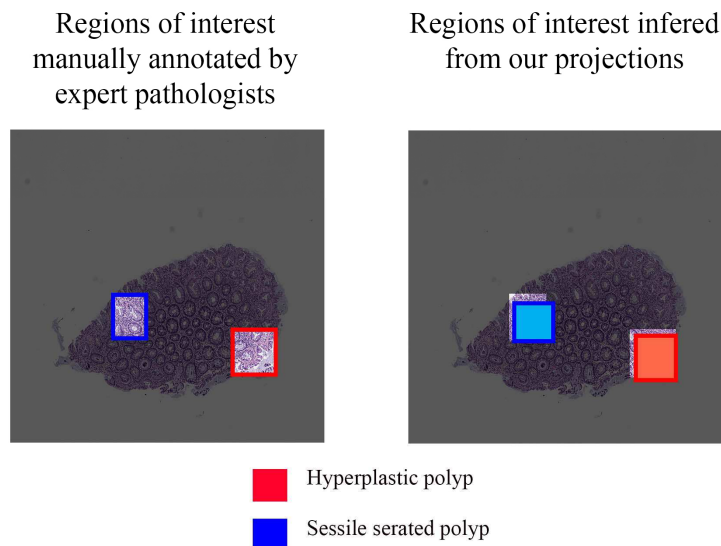 Regions of interest
manually annotated by
expert pathologists
Regions of interest infered
from our projections
Hyperplastic polyp
Sessile serated polyp